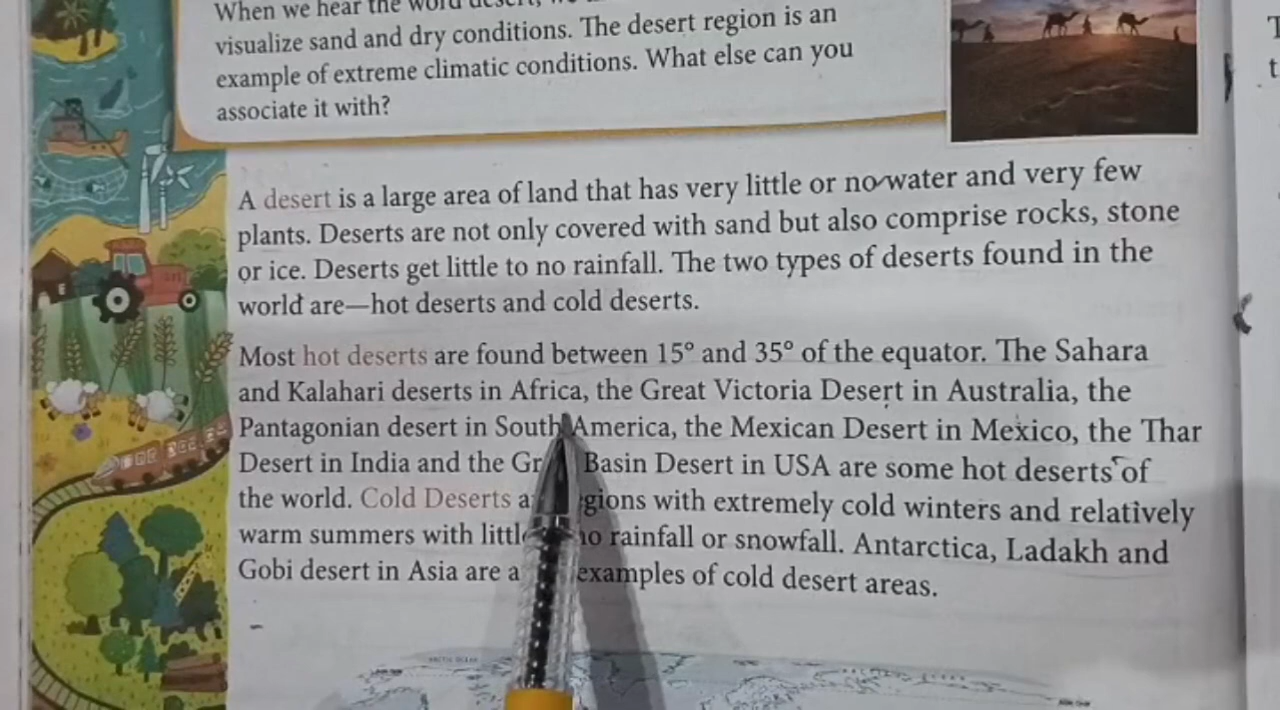 When we hear the word desert,
visualize sand and dry conditions. The desert region is an
example of extreme climatic conditions. What else can you
associate it with?
A desert is a large area of land that has very little or no water and very few
plants. Deserts are not only covered with sand but also comprise rocks, stone
or ice. Deserts get little to no rainfall. The two types of deserts found in the
world are—hot deserts and cold deserts.
Most hot deserts are found between 15° and 35° of the equator. The Sahara
and Kalahari deserts in Africa, the Great Victoria Desert in Australia, the
Pantagonian desert in South America, the Mexican Desert in Mexico, the Thar
Desert in India and the Basin Desert in USA are some hot deserts of
the world. Cold Deserts with extremely cold winters and relatively
warm summers with rainfall or snowfall. Antarctica, Ladakh and
Gobi desert in Asia are examples of cold desert areas.
ARCTIC OCEAN